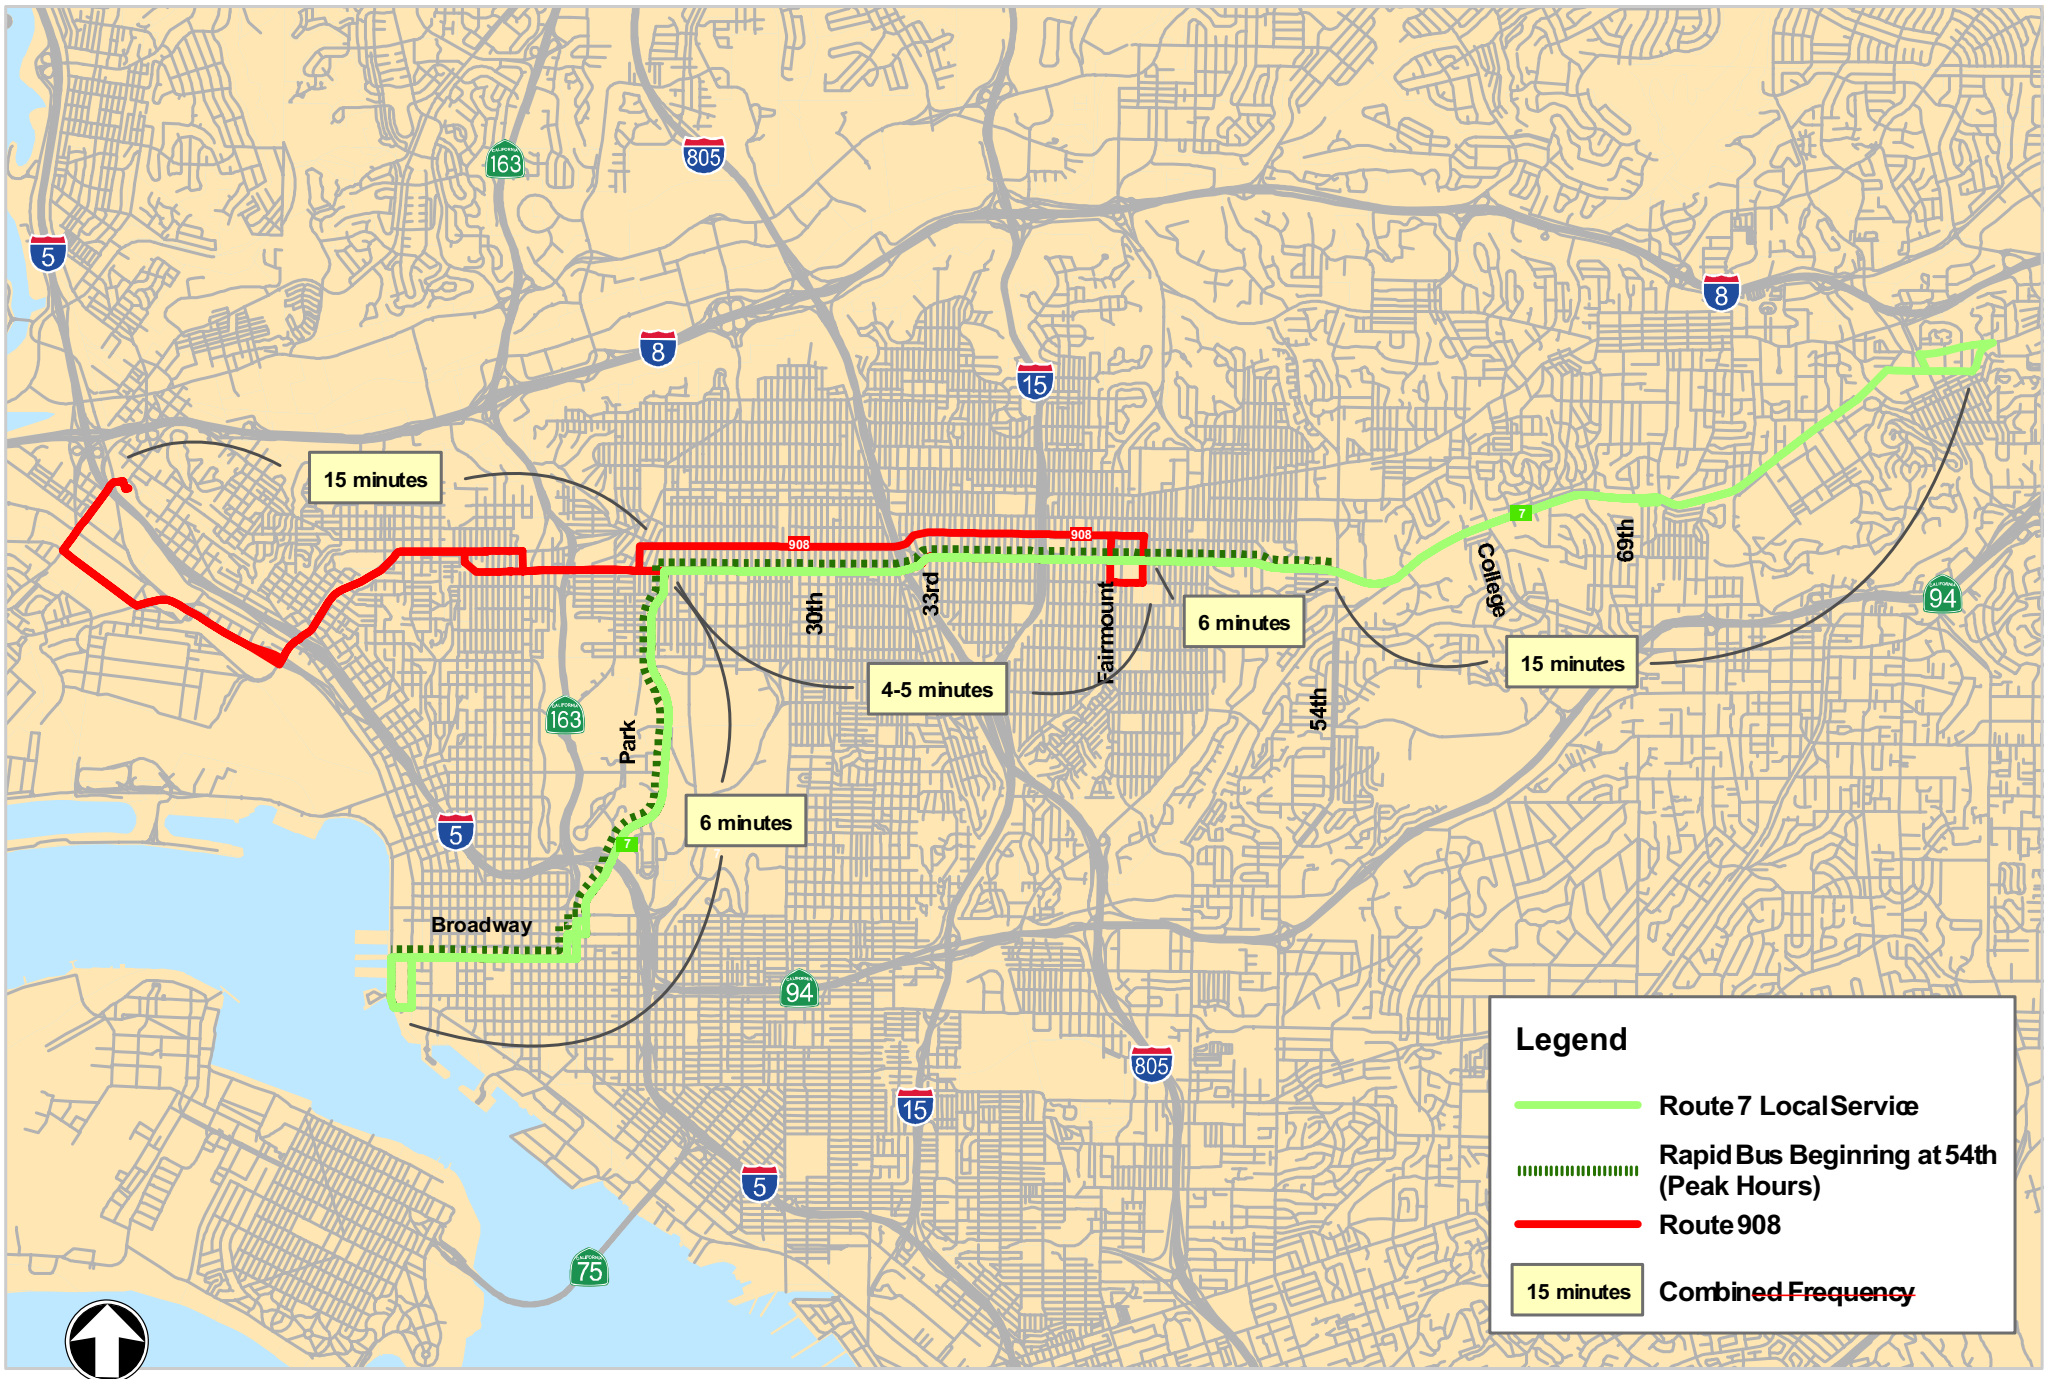 163
805
5
8
8
15
15 minutes
908
908
7
69th
College
30th
33rd
Fairmount
94
6 minutes
15 minutes
4-5 minutes
54th
163
Park
6 minutes
5
7
Broadway
94
805
15
5
75
Legend
Route 7 Local Service
Rapid Bus Beginring at 54th
(Peak Hours)
Route 908
15 minutes Combined Frequency